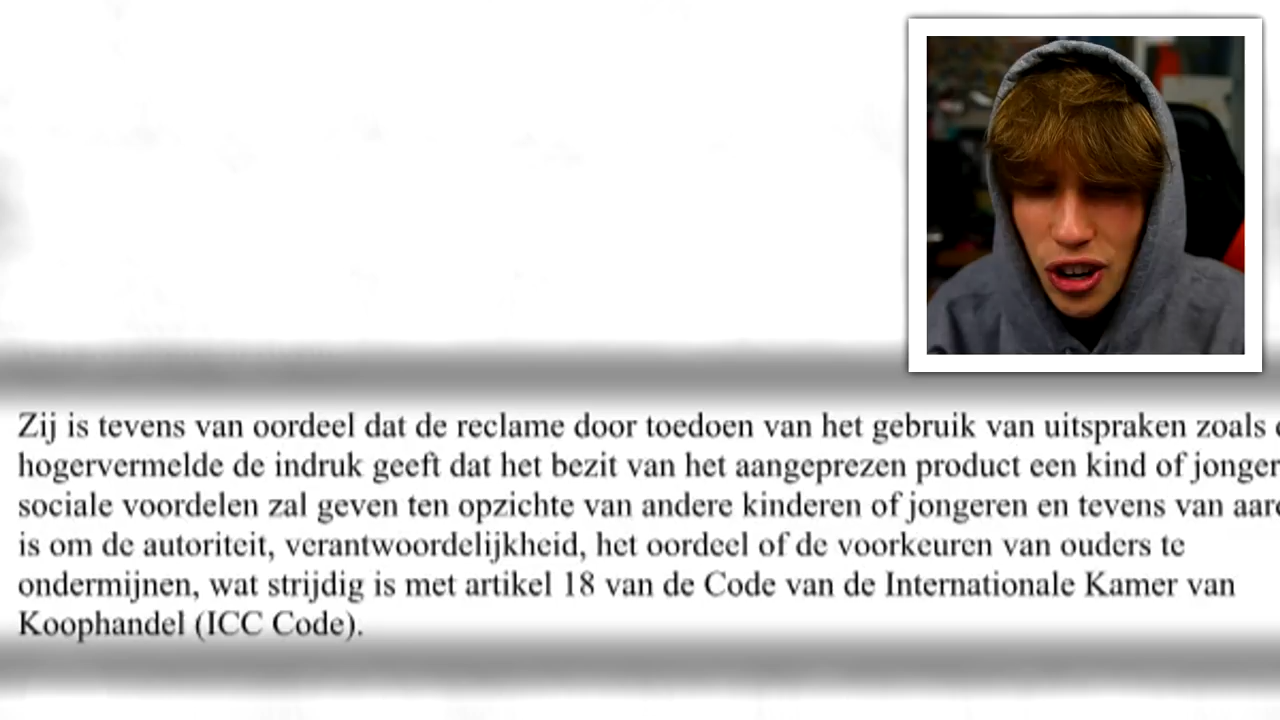 Zij is tevens van oordeel dat de reclame door toedoen van het gebruik van uitspraken zoals
hogervermelde de indruk geeft dat het bezit van het aangeprezen product een kind of
sociale voordelen zal geven ten opzichte van andere kinderen of jongeren en tevens van
is om de autoriteit, verantwoordelijkheid, het oordeel of de voorkeuren van ouders te
ondermijnen, wat strijdig is met artikel 18 van de Code van de Internationale Kamer van
Koophandel (ICC Code).